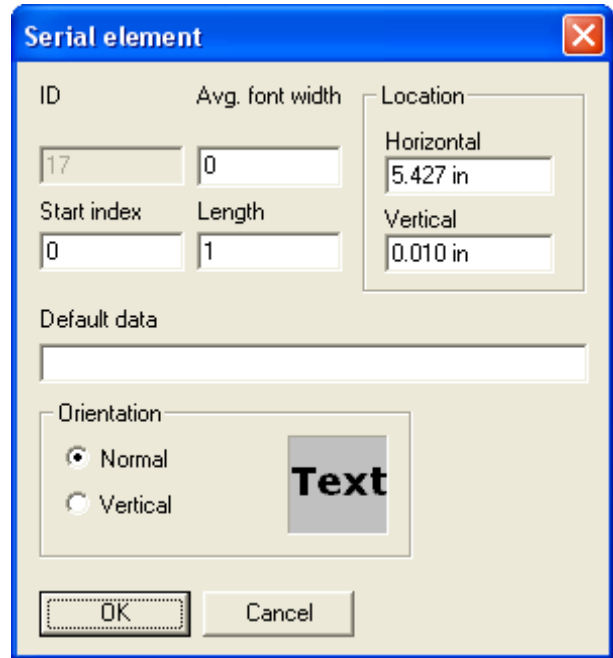 Serial element
ID
Avg. font width
Location
17
0
Horizontal
5.427 in
Start index
Length
Vertical
0
1
0.010 in
Default data
Orientation
Normal
Vertical
Text
OK
Cancel